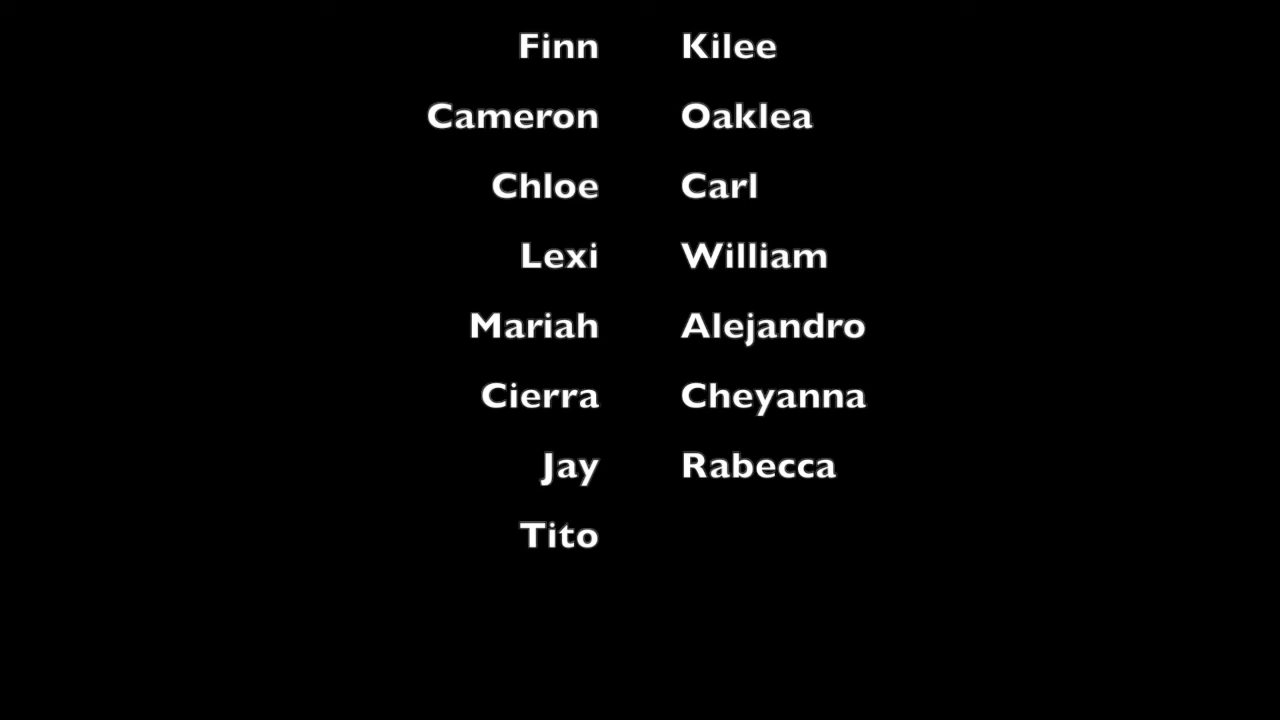 Finn Kilee
Cameron Oaklea
Chloe Carl
Lexi William
Mariah Alejandro
Cierra Cheyanna
Jay Rabecca
Tito